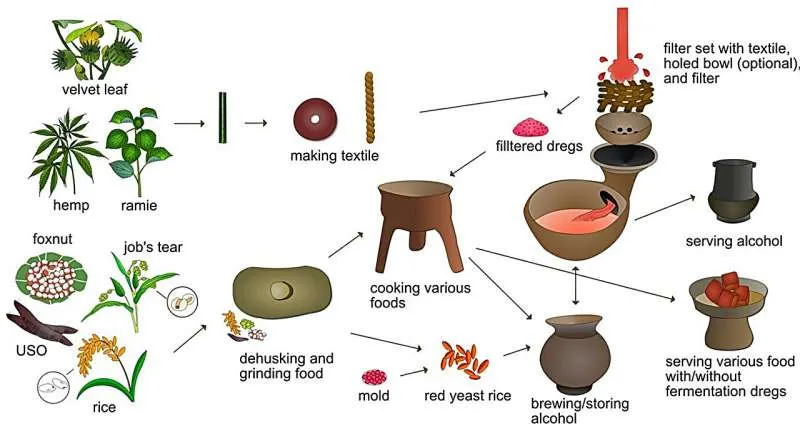 velvet leaf
hemp
ramie
making textile
filter set with textile,
holed bowl (optional),
and filter
filltered dregs
serving alcohol
foxnut
job's tear
USO
rice
dehusking and
grinding food
cooking various
foods
mold
red yeast rice
brewing/storing
alcohol
serving various food
with/without
fermentation dregs